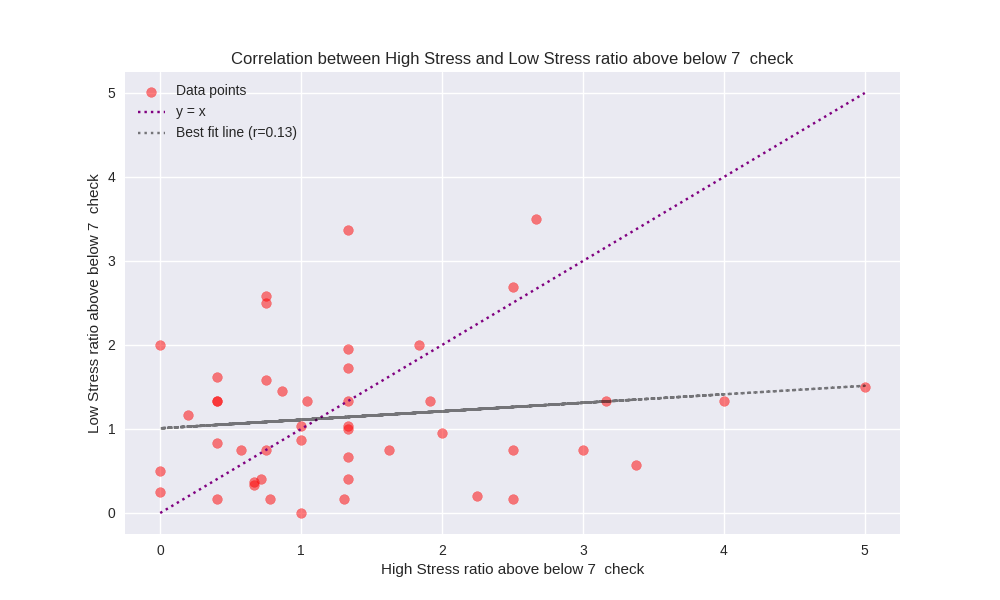 Correlation between High Stress and Low Stress ratio above below 7  check
Data points
y = x
Best fit line (r=0.13)
5
4
3
2
1
0
Low Stress ratio above below 7  check
0 1 2 3 4 5
High Stress ratio above below 7  check